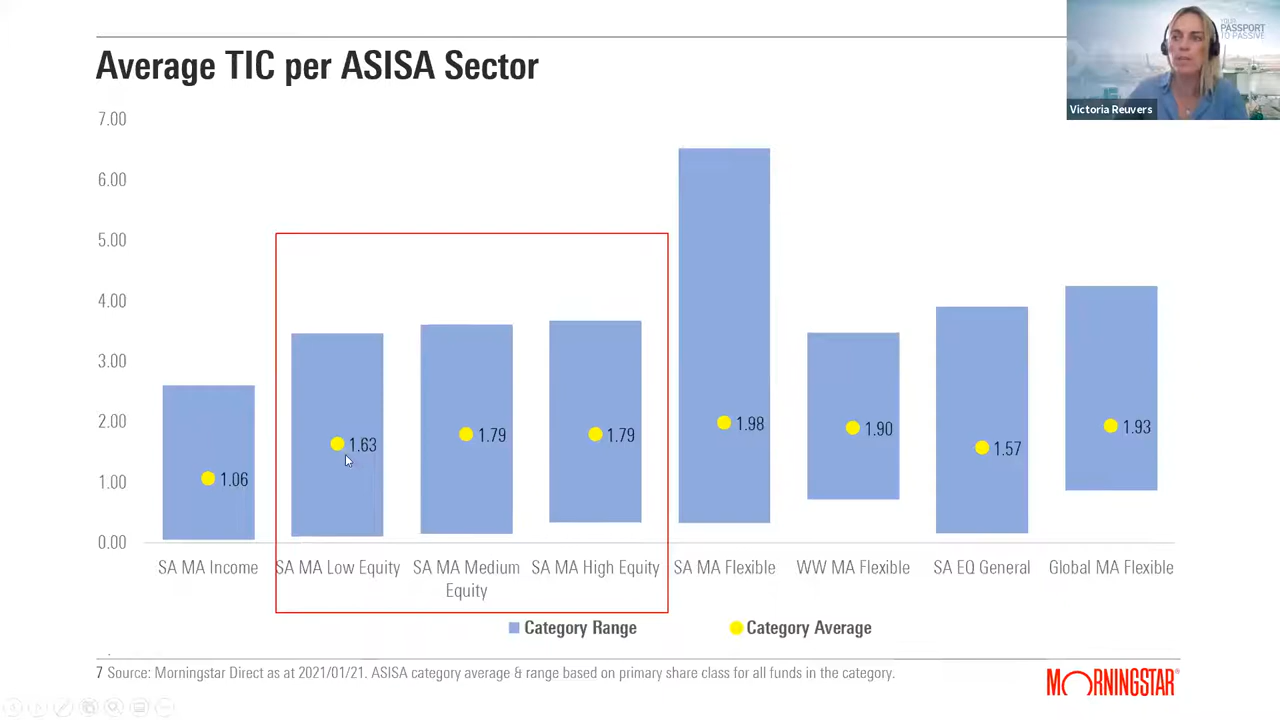 YOUR
PASSPORT
TO PASSIVE
Victoria Reuvers
Average TIC per ASISA Sector
7.00
6.00
5.00
4.00
3.00
2.00
1.00
0.00
1.06
1.63
1.79
1.79
1.98
1.90
1.57
1.93
SA MA Income
SA MA Low Equity
SA MA Medium
Equity
SA MA High Equity
SA MA Flexible
WW MA Flexible
SA EQ General
Global MA Flexible
Category Range
Category Average
7 Source: Morningstar Direct as at 2021/01/21. ASISA category average & range based on primary share class for all funds in the category.
MORNINGSTAR